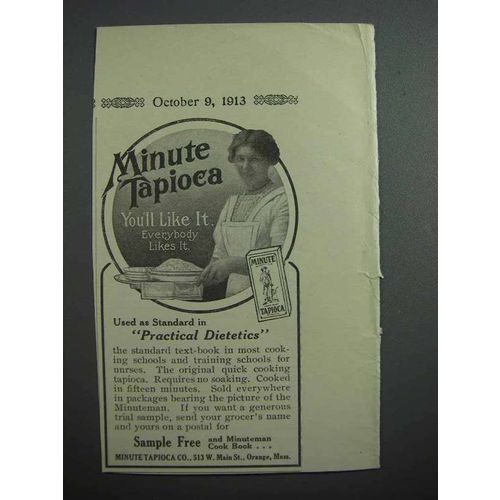 October 9, 1913
Minute
Tapioca
You'll Like It.
Everybody
Likes It.
MINUTE
TAPIOCA
Used as Standard in
"Practical Dietetics"
the standard text-book in most cook-
ing schools and training schools for
nurses. The original quick cooking
tapioca. Requires no soaking. Cooked
in fifteen minutes. Sold everywhere
in packages bearing the picture of the
Minuteman. If you want a generous
trial sample, send your grocer's name
and yours on a postal for
Sample Free and Minuteman
Cook Book . . .
MINUTE TAPIOCA CO., 513 W. Main St., Orange, Mass.